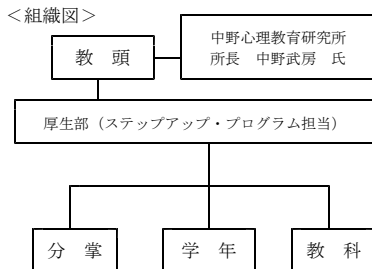 ＜組織図＞
中野心理教育研究所
教 頭
所長　中野武房　氏
厚生部（ステップアップ・プログラム担当）
分 掌
学 年
教 科